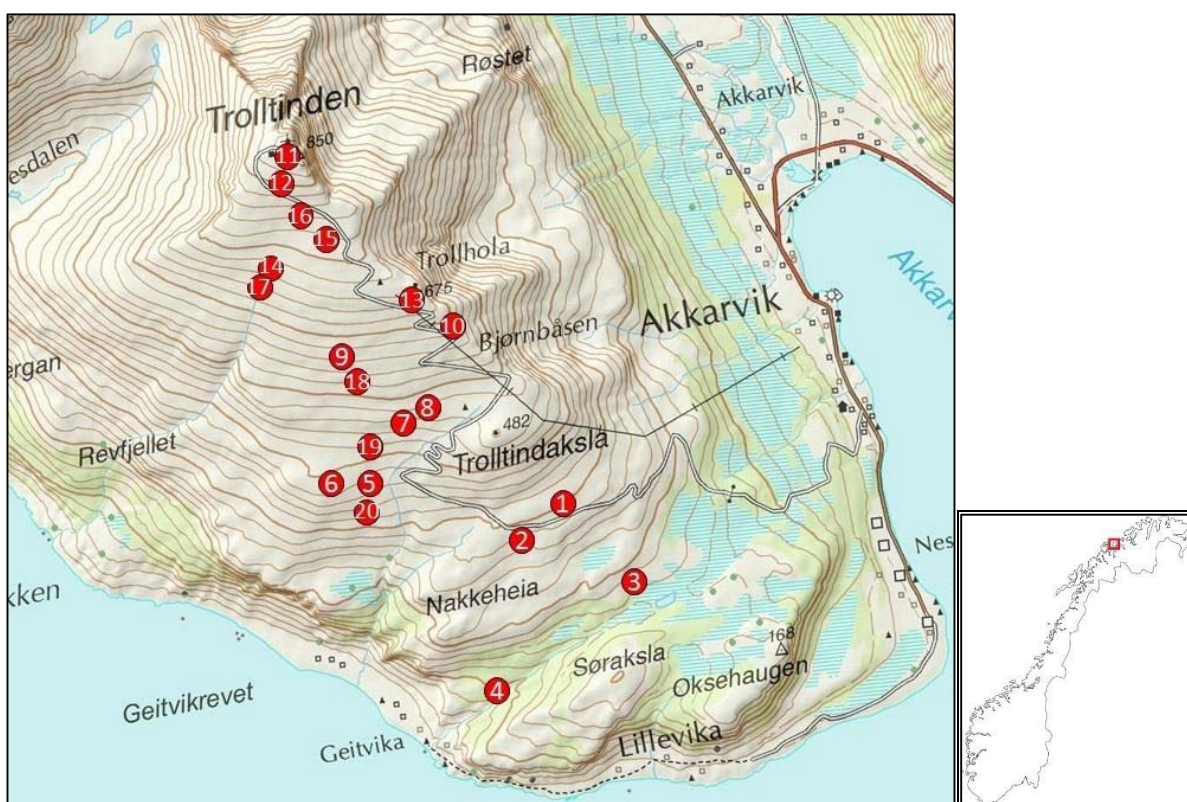 Røstet
Akkarvik
Trolltinden
850
11
esdalen
12
16
15
Trollhola
14
17
675
13
10
Bjørnbåsen
Akkarvik
Akkarv
9
18
ergan
8
7
482
Revfjellet
19
Trolltindaksla
6
5
1
20
2
Nes
3
Nakkeheia
kken
168
Søraksla
Oksehaugen
4
Geitvikrevet
Geitvika
Lillevika